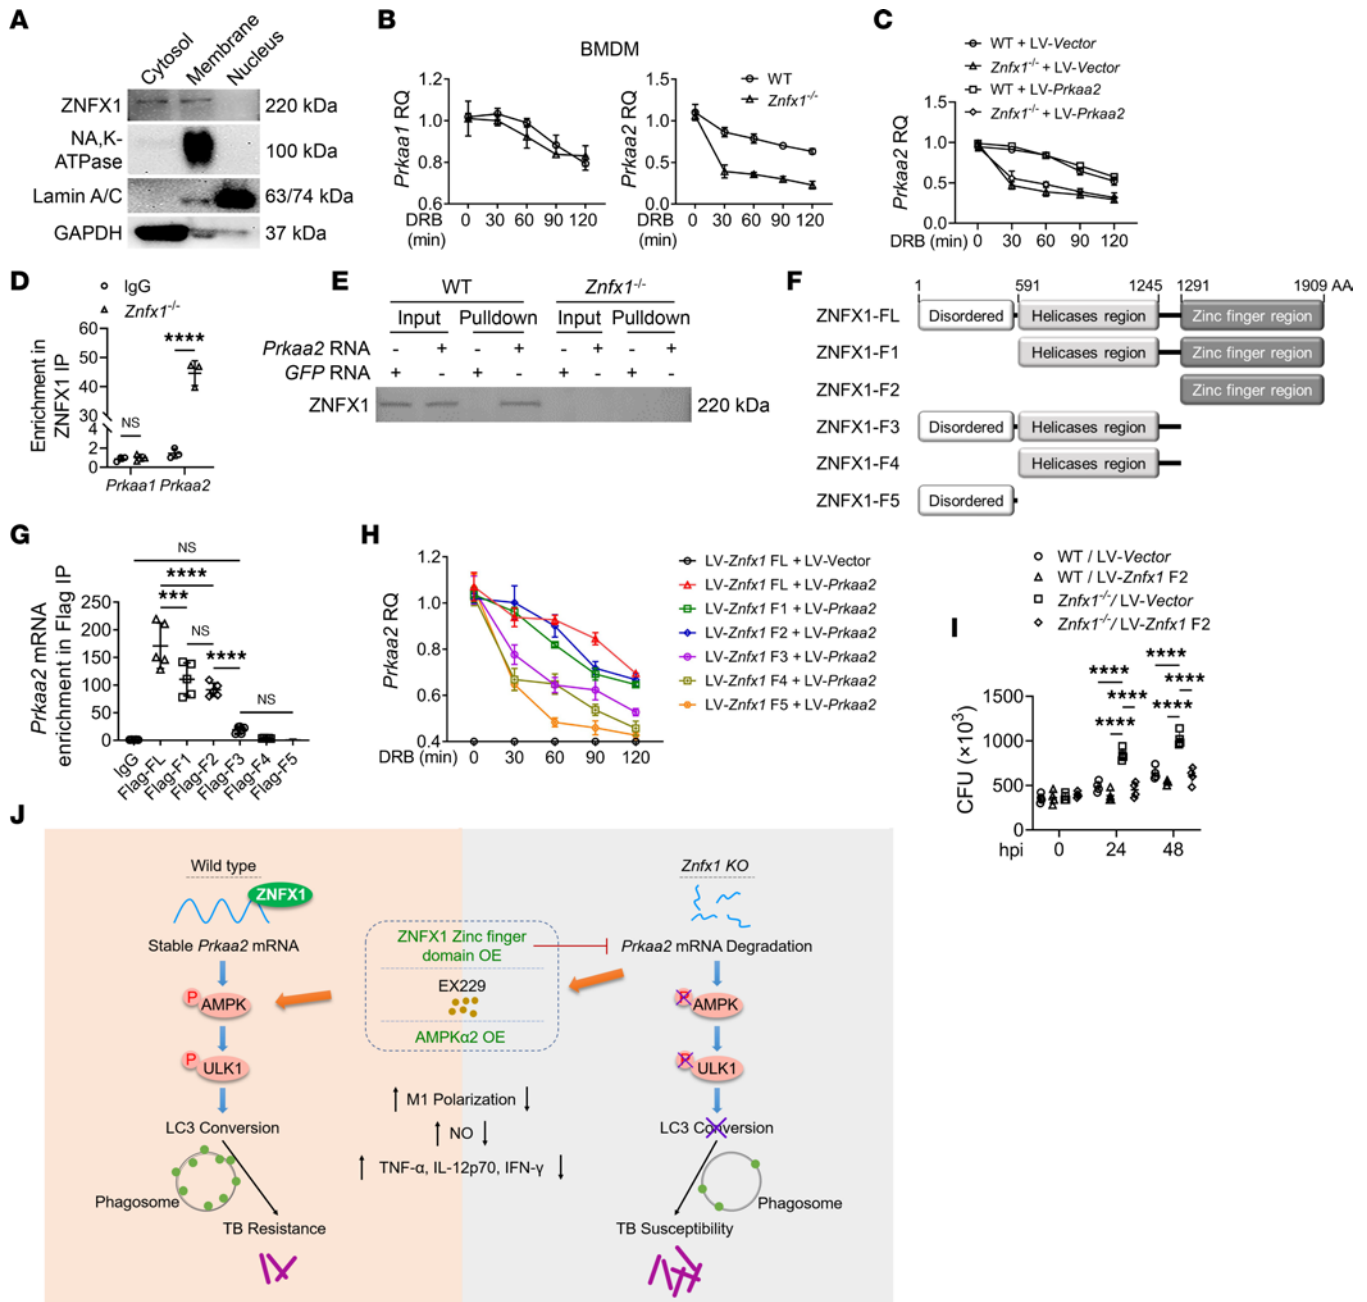 A
Cytosol
Membrane
Nucleus
ZNFX1
220 kDa
NA,K-
ATPase
100 kDa
Lamin A/C
63/74 kDa
GAPDH
37 kDa
B
BMDM
WT
Znfx1-/-
Prkaa1 RQ
1.2
1.0
0.8
0.6
DRB
(min)
0 30 60 90 120
Prkaa2 RQ
1.5
1.0
0.5
0.0
DRB
(min)
0 30 60 90 120
C
WT + LV-Vector
Znfx1-/- + LV-Vector
WT + LV-Prkaa2
Znfx1-/- + LV-Prkaa2
Prkaa2 RQ
1.5
1.0
0.5
0.0
DRB
(min)
0 30 60 90 120
D
IgG
Znfx1-/-
Enrichment in
ZNFX1 IP
60
50
40
30
4
2
0
NS
****
Prkaa1 Prkaa2
E
WT Znfx1-/-
Input Pulldown Input Pulldown
Prkaa2 RNA - + - + - + - +
GFP RNA + - + - + - + -
ZNFX1
220 kDa
F
1 591 1245 1291 1909 AA
ZNFX1-FL Disordered Helicases region Zinc finger region
ZNFX1-F1 Helicases region Zinc finger region
ZNFX1-F2 Zinc finger region
ZNFX1-F3 Disordered Helicases region
ZNFX1-F4 Helicases region
ZNFX1-F5 Disordered
G
Prkaa2 mRNA
enrichment in Flag IP
250
200
150
100
50
0
NS
****
***
NS
****
NS
IgG
Flag-FL
Flag-F1
Flag-F2
Flag-F3
Flag-F4
Flag-F5
H
Prkaa2 RQ
1.2
1.0
0.8
0.6
0.4
DRB (min) 0 30 60 90 120
LV-Znfx1 FL + LV-Vector
LV-Znfx1 FL + LV-Prkaa2
LV-Znfx1 F1 + LV-Prkaa2
LV-Znfx1 F2 + LV-Prkaa2
LV-Znfx1 F3 + LV-Prkaa2
LV-Znfx1 F4 + LV-Prkaa2
LV-Znfx1 F5 + LV-Prkaa2
I
WT / LV-Vector
WT / LV-Znfx1 F2
Znfx1-/-/ LV-Vector
Znfx1-/-/ LV-Znfx1 F2
CFU (×10³)
1500
1000
500
0
****
****
****
****
****
****
hpi 0 24 48
J
Wild type
ZNFX1
Stable Prkaa2 mRNA
P AMPK
P ULK1
LC3 Conversion
Phagosome
TB Resistance
ZNFX1 Zinc finger
domain OE
EX229
AMPKα2 OE
M1 Polarization
NO
TNF-α, IL-12p70, IFN-γ
Znfx1 KO
Prkaa2 mRNA Degradation
P AMPK
P ULK1
LC3 Conversion
Phagosome
TB Susceptibility